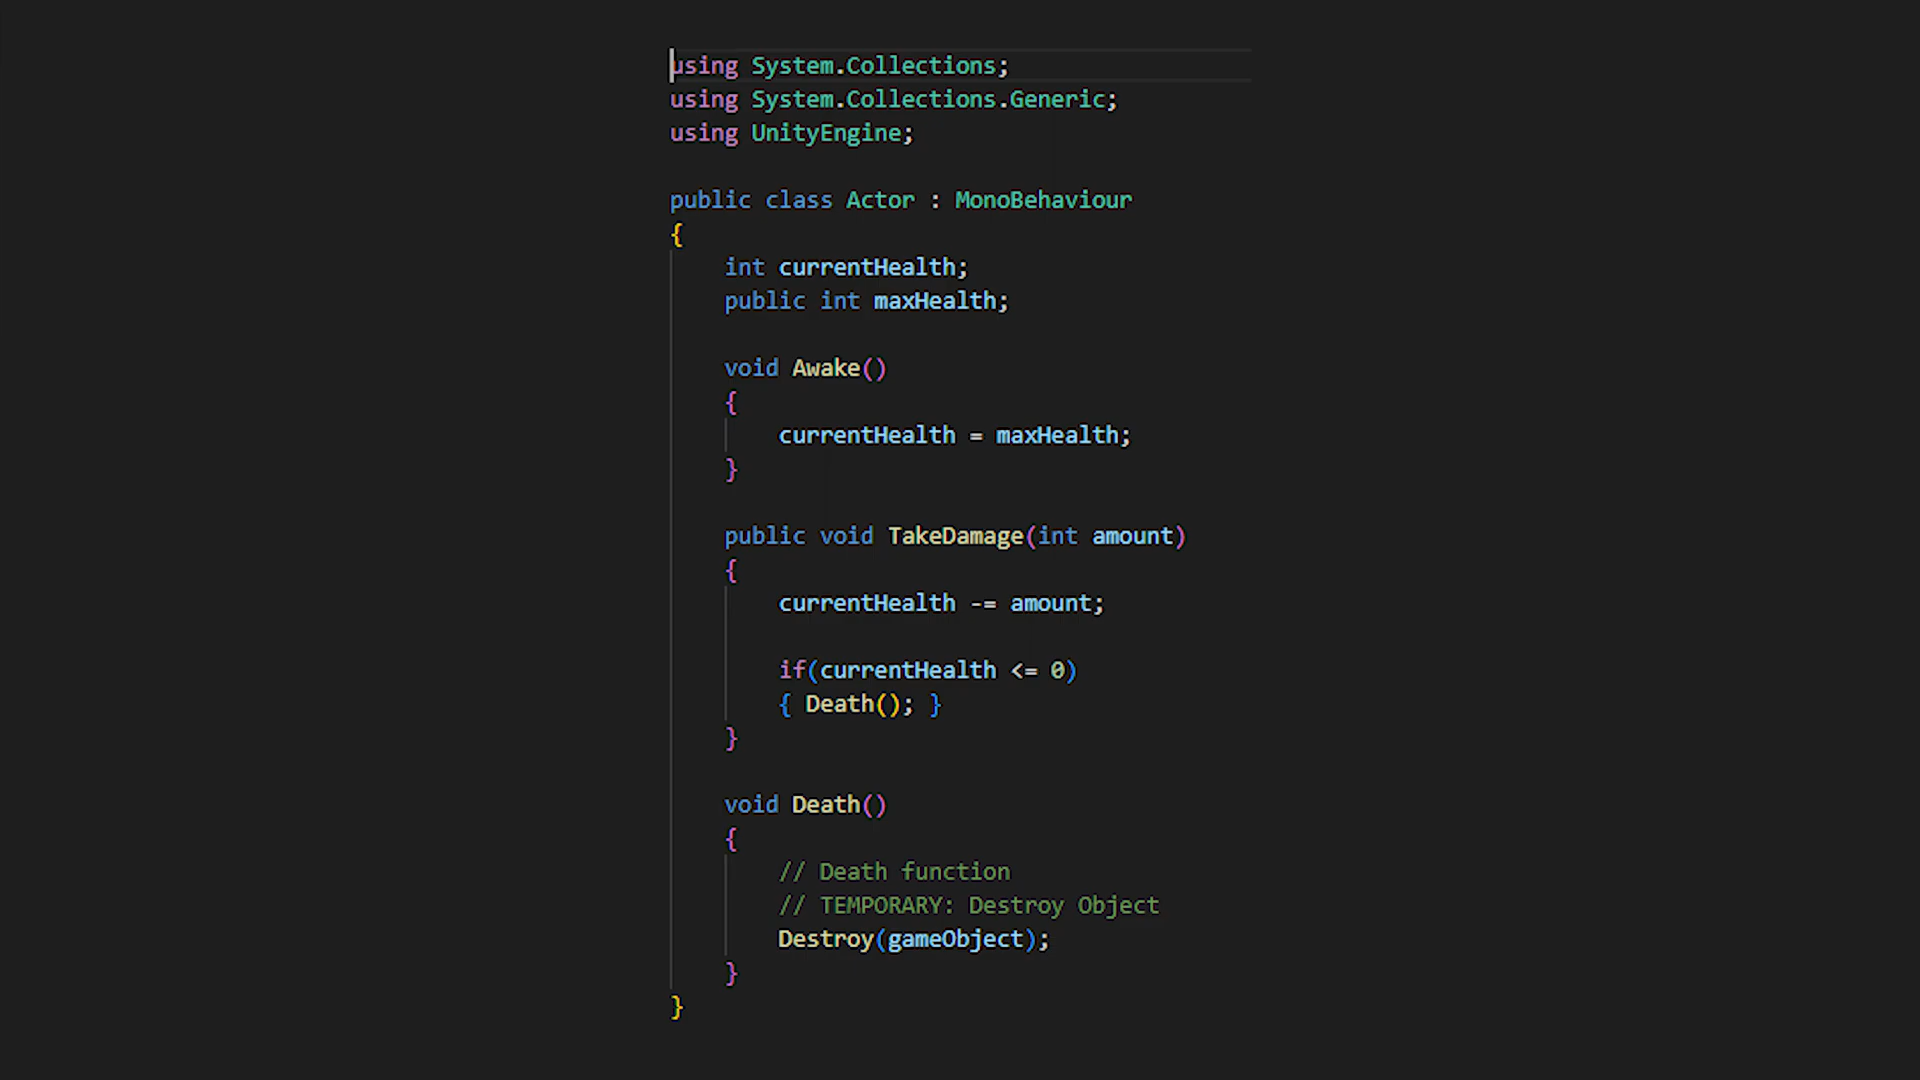 using System.Collections;
using System.Collections.Generic;
using UnityEngine;
public class Actor : MonoBehaviour
{
int currentHealth;
public int maxHealth;
void Awake()
{
currentHealth = maxHealth;
}
public void TakeDamage(int amount)
{
currentHealth -= amount;
if(currentHealth <= 0)
{ Death(); }
}
void Death()
{
// Death function
// TEMPORARY: Destroy Object
Destroy(gameObject);
}
}